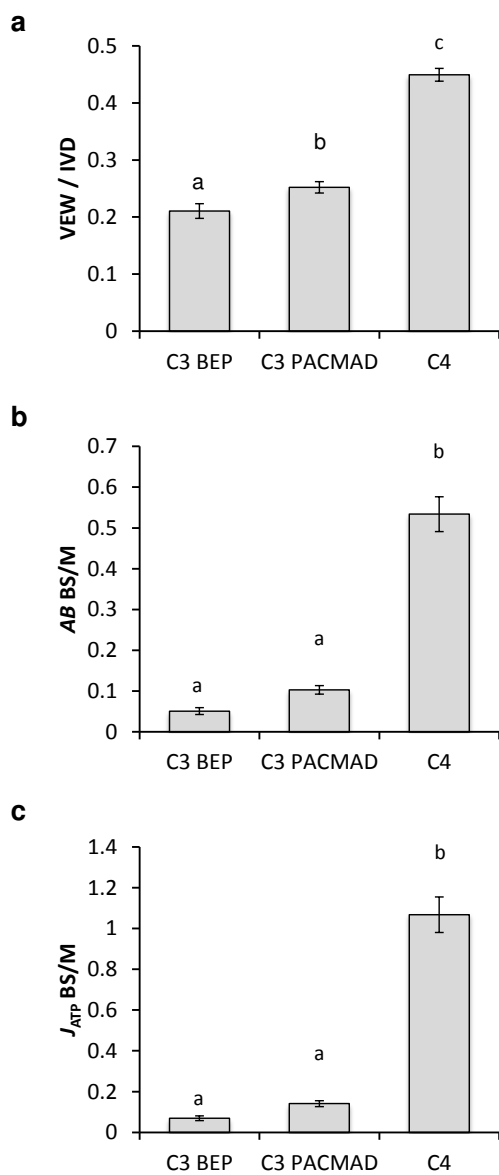 a
0.5
c
0.4
VEW / IVD
0.3
b
a
0.2
0.1
0
C3 BEP C3 PACMAD C4
b
0.7
b
0.6
0.5
AB BS/M
0.4
0.3
0.2
a
a
0.1
0
C3 BEP C3 PACMAD C4
c
1.4
b
1.2
1
JATP BS/M
0.8
0.6
0.4
a
0.2
a
0
C3 BEP C3 PACMAD C4